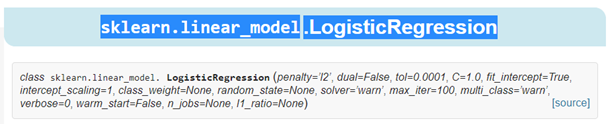 sklearn.linear_model.LogisticRegression
class sklearn.linear_model. LogisticRegression (penalty=’l2’, dual=False, tol=0.0001, C=1.0, fit_intercept=True,
intercept_scaling=1, class_weight=None, random_state=None, solver=’warn’, max_iter=100, multi_class=’warn’,
verbose=0, warm_start=False, n_jobs=None, l1_ratio=None) [source]